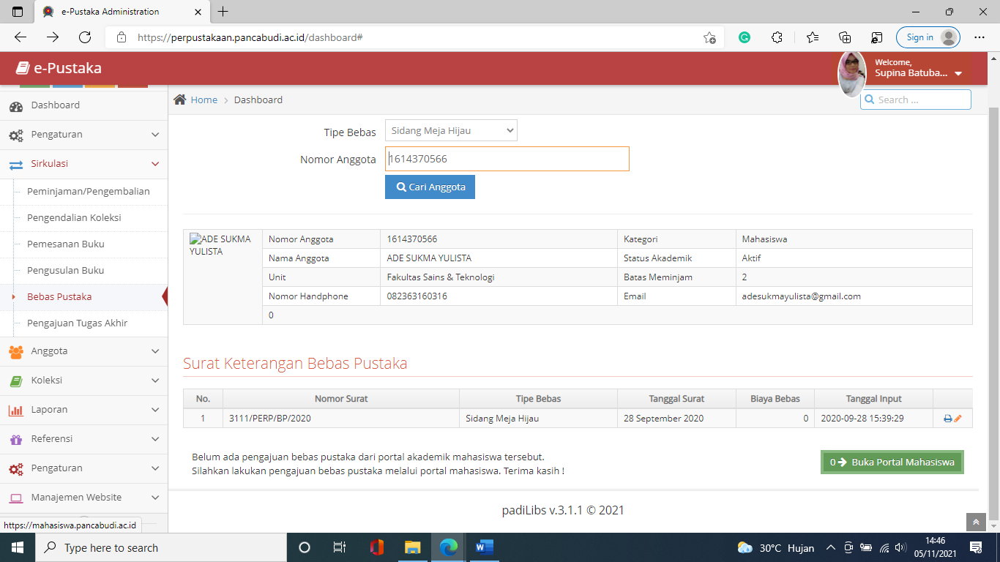 e-Pustaka Administration
https://perpustakaan.pancabudi.ac.id/dashboard#
Sign in
e-Pustaka
Welcome,
Supina Batuba...
Dashboard
Pengaturan
Sirkulasi
Peminjaman/Pengembalian
Pengendalian Koleksi
Pemesanan Buku
Pengusulan Buku
Bebas Pustaka
Pengajuan Tugas Akhir
Anggota
Koleksi
Laporan
Referensi
Pengaturan
Manajemen Website
https://mahasiswa.pancabudi.ac.id
Home > Dashboard
Search ...
Tipe Bebas Sidang Meja Hijau
Nomor Anggota 1614370566
Cari Anggota
ADE SUKMA
YULISTA
Nomor Anggota 1614370566 Kategori Mahasiswa
Nama Anggota ADE SUKMA YULISTA Status Akademik Aktif
Unit Fakultas Sains & Teknologi Batas Meminjam 2
Nomor Handphone 082363160316 Email adesukmayulista@gmail.com
0
Surat Keterangan Bebas Pustaka
No. Nomor Surat Tipe Bebas Tanggal Surat Biaya Bebas Tanggal Input
1 3111/PERP/BP/2020 Sidang Meja Hijau 28 September 2020 0 2020-09-28 15:39:29
Belum ada pengajuan bebas pustaka dari portal akademik mahasiswa tersebut.
Silahkan lakukan pengajuan bebas pustaka melalui portal mahasiswa. Terima kasih !
0 Buka Portal Mahasiswa
padiLibs v.3.1.1 © 2021
Type here to search
30°C Hujan
14:46
05/11/2021